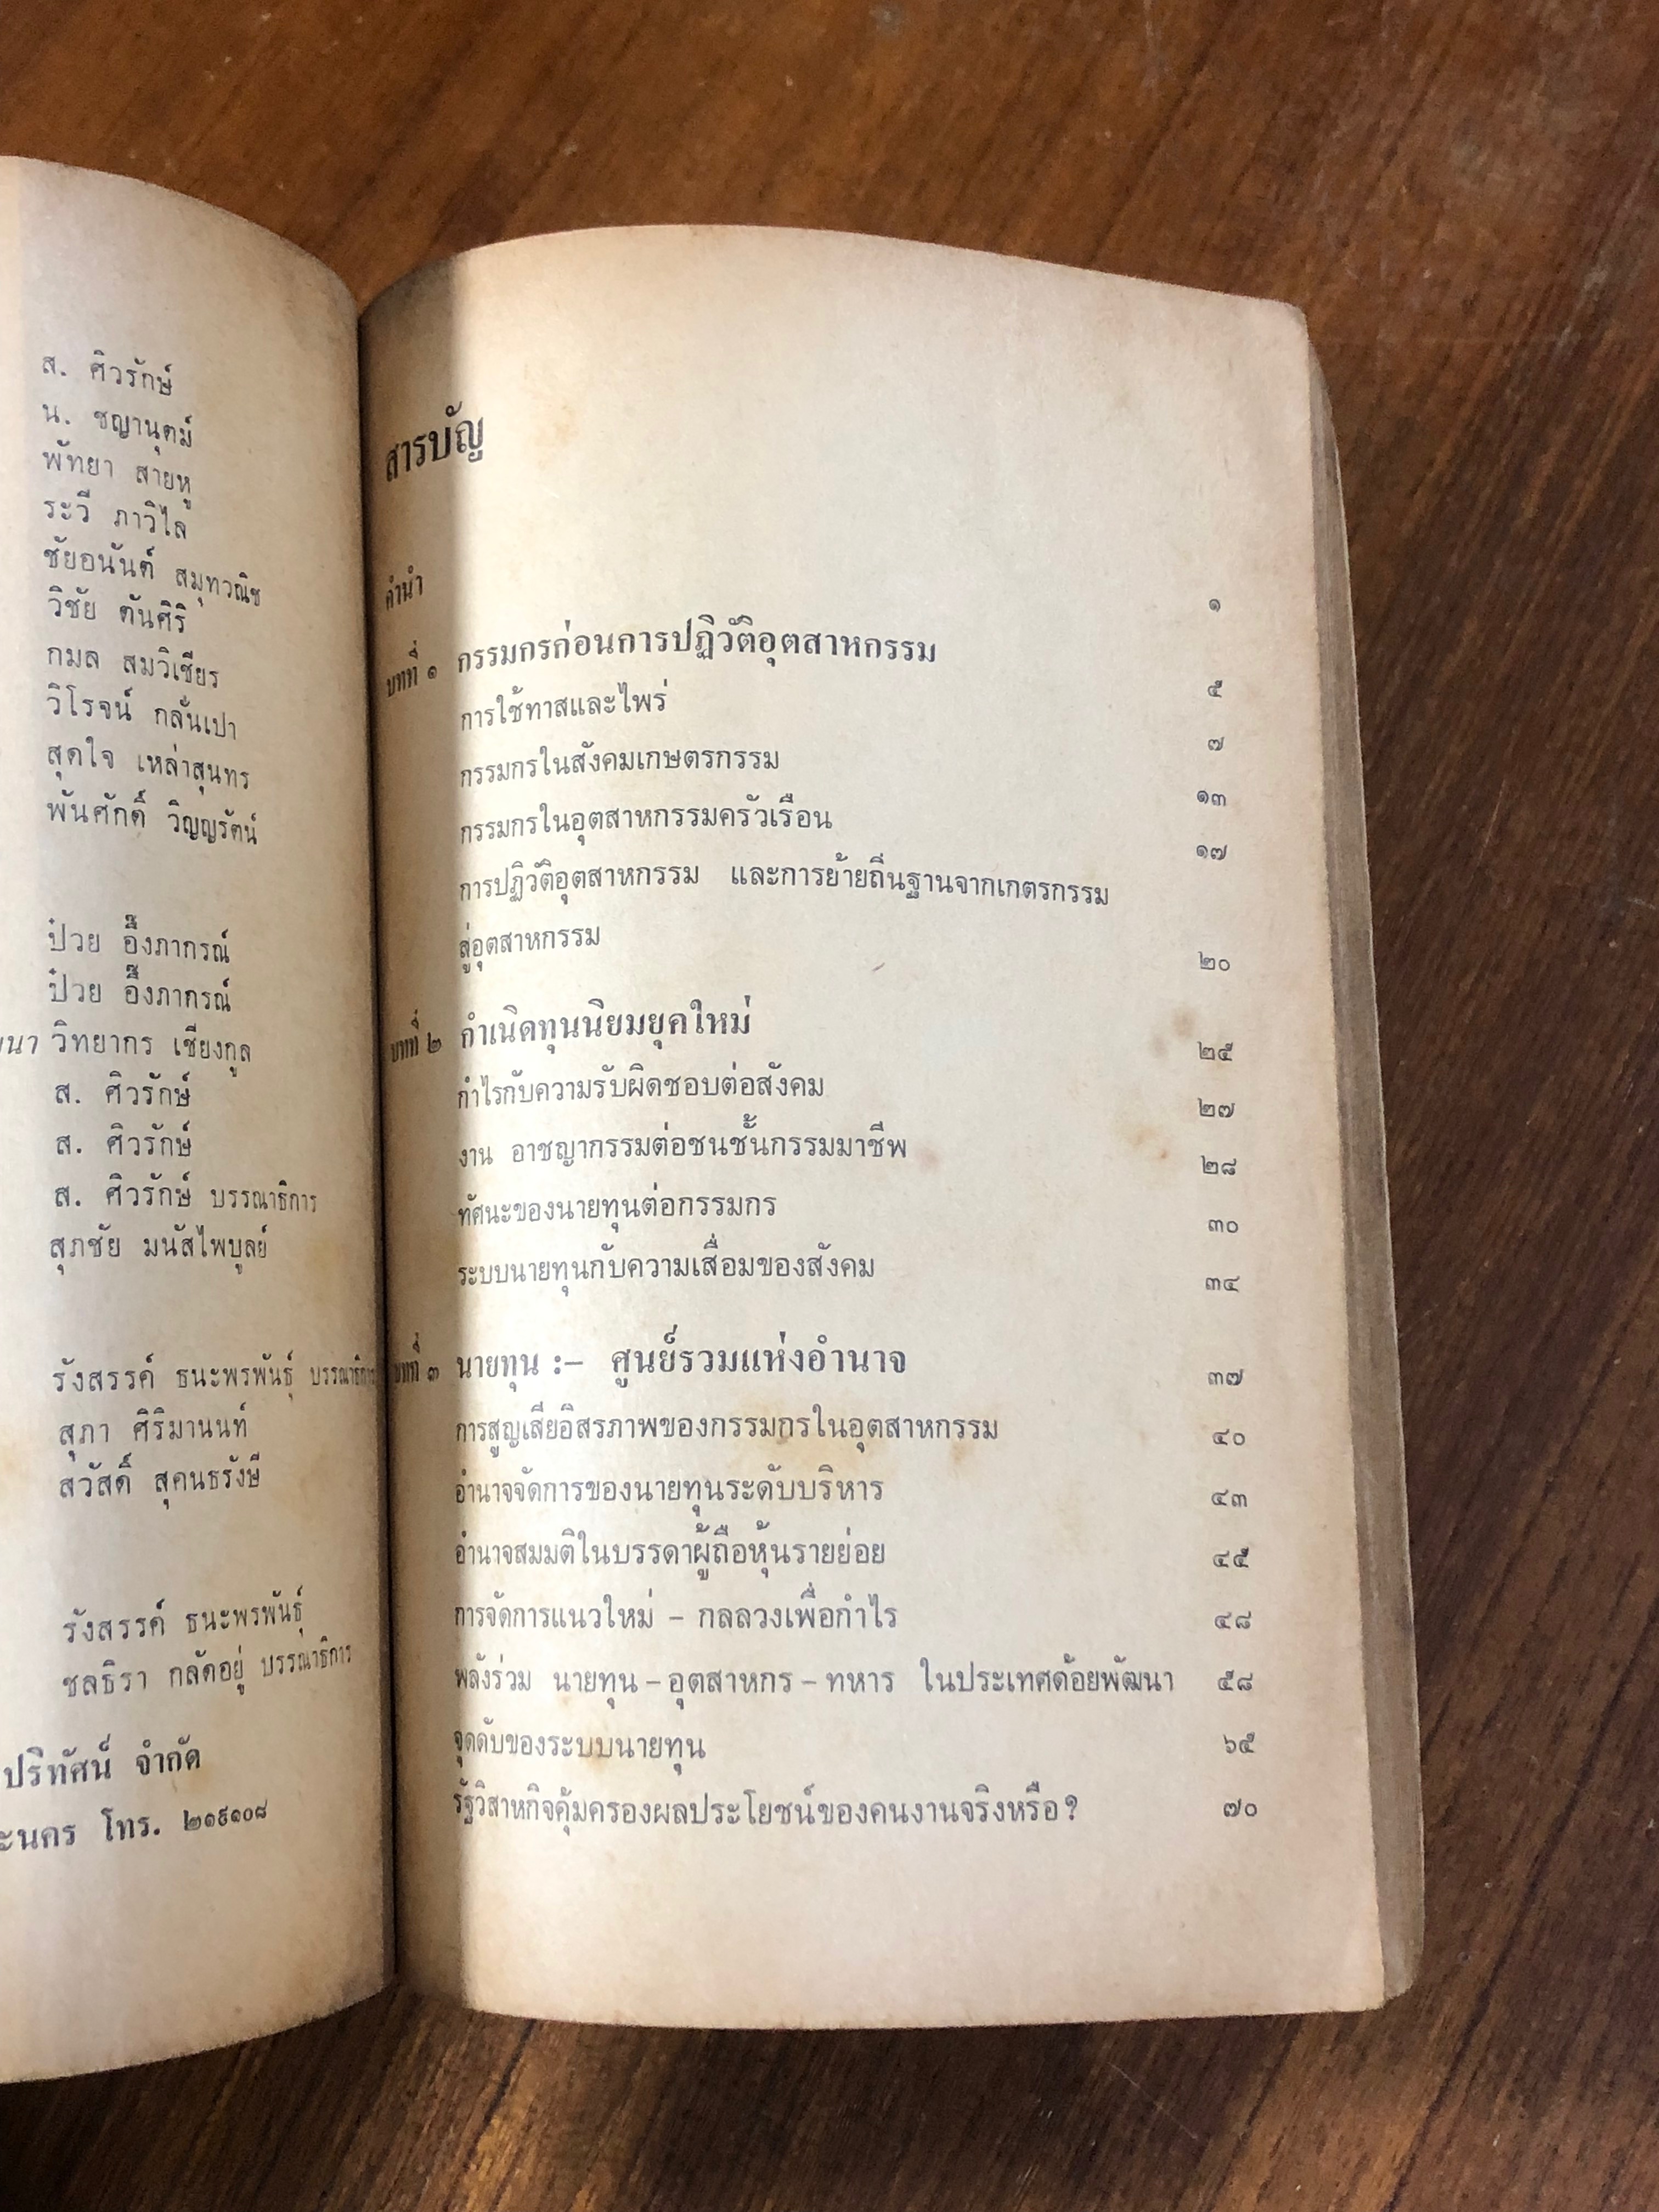 ส. ศิวรักษ์
น. ชญานุตม์
พัทยา สายหู
ระวี ภาวิไล
ชัยอนันต์ สมุทวณิช
วิชัย ตันศิริ
กมล สมวิเชียร
วิโรจน์ กลั่นเปา
สุดใจ เหล่าสุนทร
พันศักดิ์ วิญญรัตน์
ป๋วย อึ๊งภากรณ์
ป๋วย อึ๊งภากรณ์
วิทยากร เชียงกูล
ส. ศิวรักษ์
ส. ศิวรักษ์
ส. ศิวรักษ์ บรรณาธิการ
สุภชัย มนัสไพบูลย์
รังสรรค์ ธนะพรพันธุ์ บรรณาธิการ
สุภา ศิริมานนท์
สวัสดิ์ สุคนธรังษี
รังสรรค์ ธนะพรพันธุ์
ชลธิรา กลัดอยู่ บรรณาธิการ
ปริทัศน์ จำกัด
ะนคร โทร. ๒๑๙๑๐๘
สารบัญ
คำนำ ๑
บทที่ ๑ กรรมกรก่อนการปฏิวัติอุตสาหกรรม ๕
การใช้ทาสและไพร่ ๗
กรรมกรในสังคมเกษตรกรรม ๑๓
กรรมกรในอุตสาหกรรมครัวเรือน ๑๗
การปฏิวัติอุตสาหกรรม และการย้ายถิ่นฐานจากเกตรกรรม
สู่อุตสาหกรรม ๒๐
บทที่ ๒ กำเนิดทุนนิยมยุคใหม่ ๒๕
กำไรกับความรับผิดชอบต่อสังคม ๒๗
งาน อาชญากรรมต่อชนชั้นกรรมมาชีพ ๒๘
ทัศนะของนายทุนต่อกรรมกร ๓๐
ระบบนายทุนกับความเสื่อมของสังคม ๓๔
บทที่ ๓ นายทุน :– ศูนย์รวมแห่งอำนาจ ๓๗
การสูญเสียอิสรภาพของกรรมกรในอุตสาหกรรม ๔๐
อำนาจจัดการของนายทุนระดับบริหาร ๔๓
อำนาจสมมติในบรรดาผู้ถือหุ้นรายย่อย ๔๕
การจัดการแนวใหม่ – กลลวงเพื่อกำไร ๔๘
พลังร่วม นายทุน – อุตสาหกร – ทหาร ในประเทศด้อยพัฒนา ๕๘
จุดดับของระบบนายทุน ๖๕
รัฐวิสาหกิจคุ้มครองผลประโยชน์ของคนงานจริงหรือ ? ๗๐